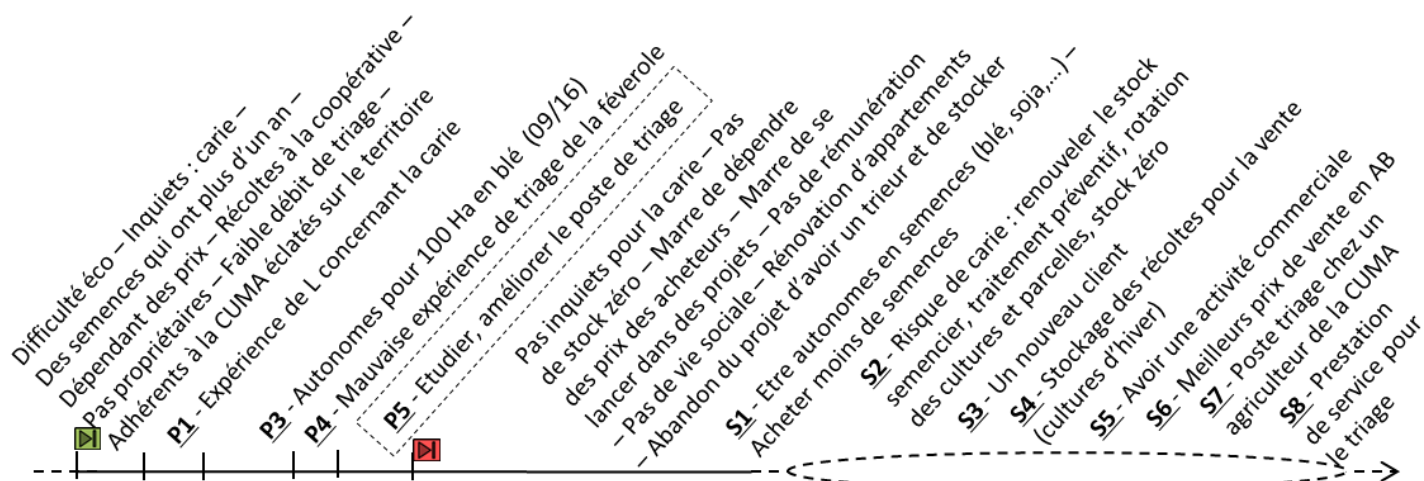 Difficulté éco – Inquiets : carie –
Des semences qui ont plus d'un an –
Dépendant des prix – Récoltes à la coopérative –
Pas propriétaires – Faible débit de triage –
Adhérents à la CUMA éclatés sur le territoire
P1 - Expérience de L concernant la carie
P3 - Autonomes pour 100 Ha en blé (09/16)
P4 - Mauvaise expérience de triage de la féverole
P5 - Etudier, améliorer le poste de triage
Pas inquiets pour la carie – Pas
de stock zéro – Marre de dépendre
des prix des acheteurs – Marre de se
lancer dans des projets – Pas de rémunération
– Pas de vie sociale – Rénovation d'appartements
– Abandon du projet d'avoir un trieur et de stocker
S1 - Etre autonomes en semences (blé, soja,...) –
Acheter moins de semences
S2 - Risque de carie : renouveler le stock
semencier, traitement préventif, rotation
des cultures et parcelles, stock zéro
S3 - Un nouveau client
S4 - Stockage des récoltes pour la vente
(cultures d'hiver)
S5 - Avoir une activité commerciale
S6 - Meilleurs prix de vente en AB
S7 - Poste triage chez un
agriculteur de la CUMA
S8 - Prestation
de service pour
le triage